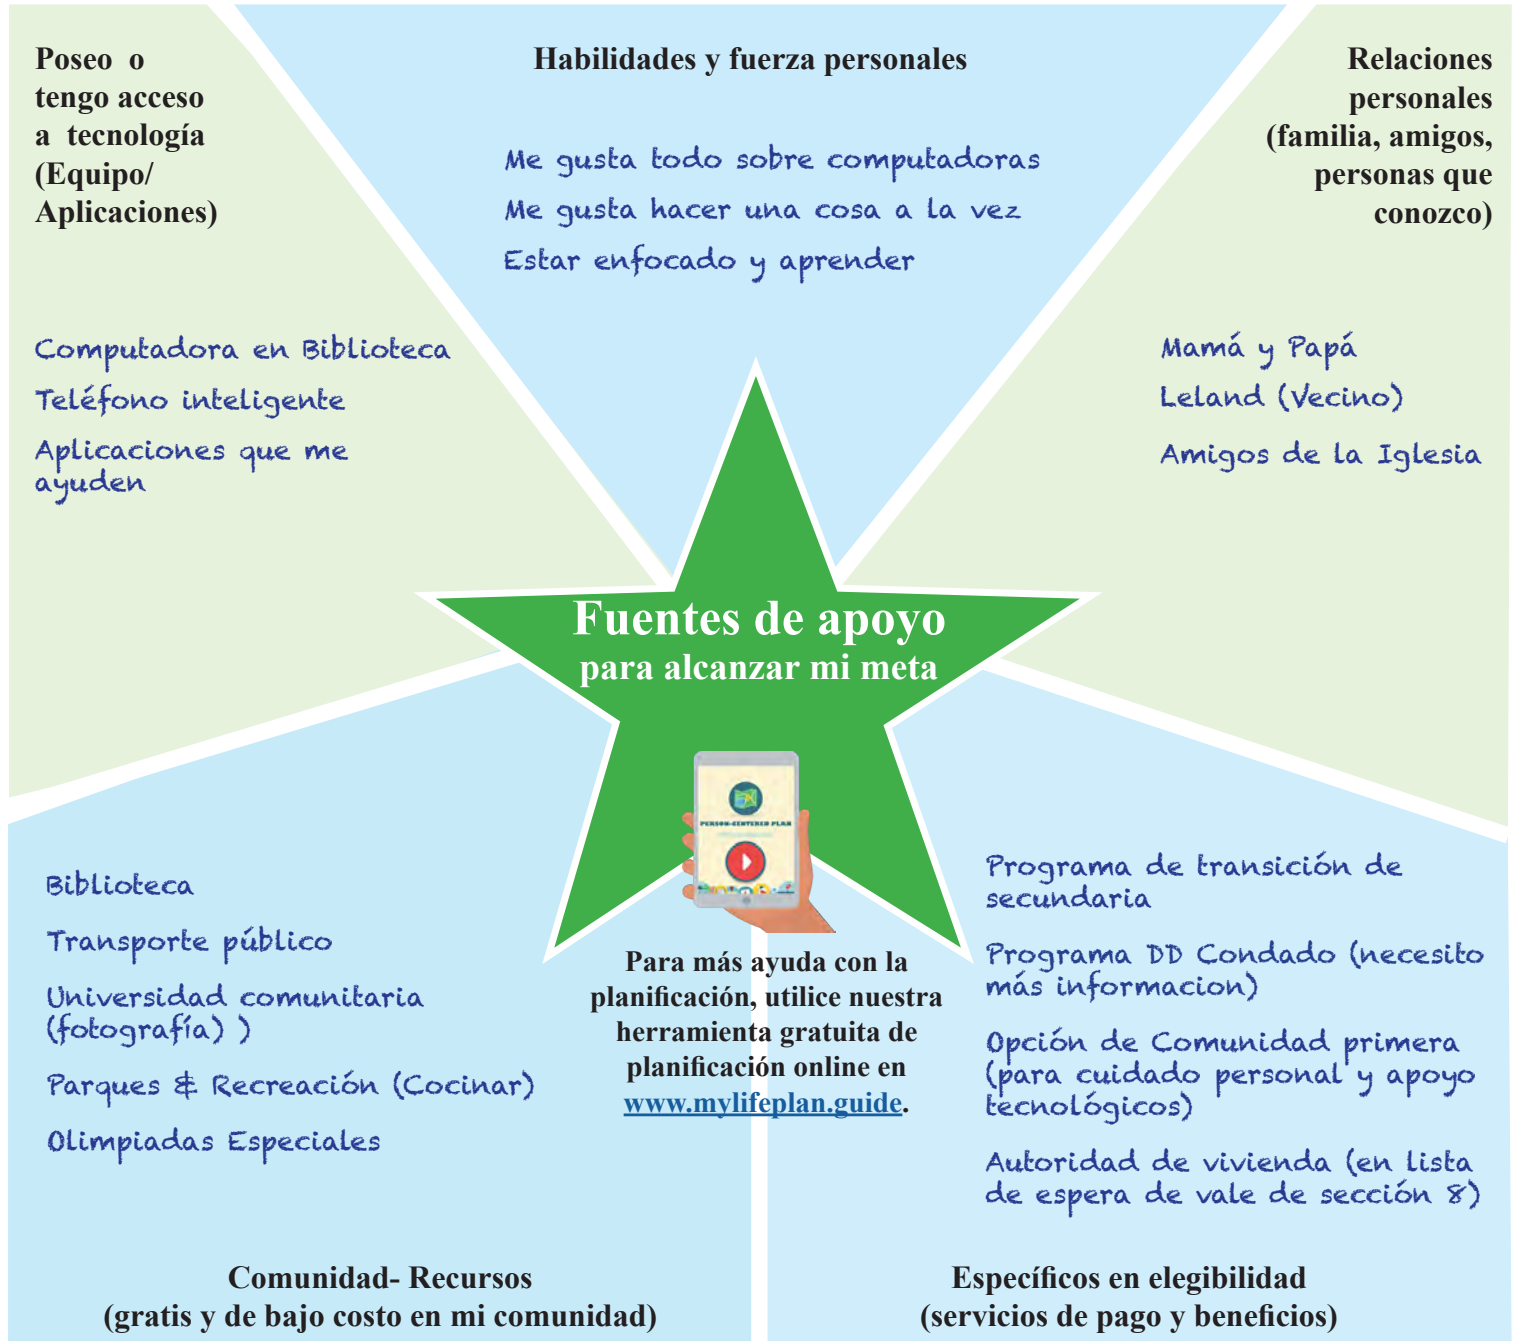 Poseo o
tengo acceso
a tecnología
(Equipo/
Aplicaciones)
Computadora en Biblioteca
Teléfono inteligente
Aplicaciones que me
ayuden
Habilidades y fuerza personales
Me gusta todo sobre computadoras
Me gusta hacer una cosa a la vez
Estar enfocado y aprender
Relaciones
personales
(familia, amigos,
personas que
conozco)
Mamá y Papá
Leland (Vecino)
Amigos de la Iglesia
Fuentes de apoyo
para alcanzar mi meta
PERSON-CENTERED PLAN
Para más ayuda con la
planificación, utilice nuestra
herramienta gratuita de
planificación online en
www.mylifeplan.guide.
Biblioteca
Transporte público
Universidad comunitaria
(fotografía) )
Parques & Recreación (Cocinar)
Olimpiadas Especiales
Comunidad- Recursos
(gratis y de bajo costo en mi comunidad)
Programa de transición de
secundaria
Programa DD Condado (necesito
más informacion)
Opción de Comunidad primera
(para cuidado personal y apoyo
tecnológicos)
Autoridad de vivienda (en lista
de espera de vale de sección 8)
Específicos en elegibilidad
(servicios de pago y beneficios)